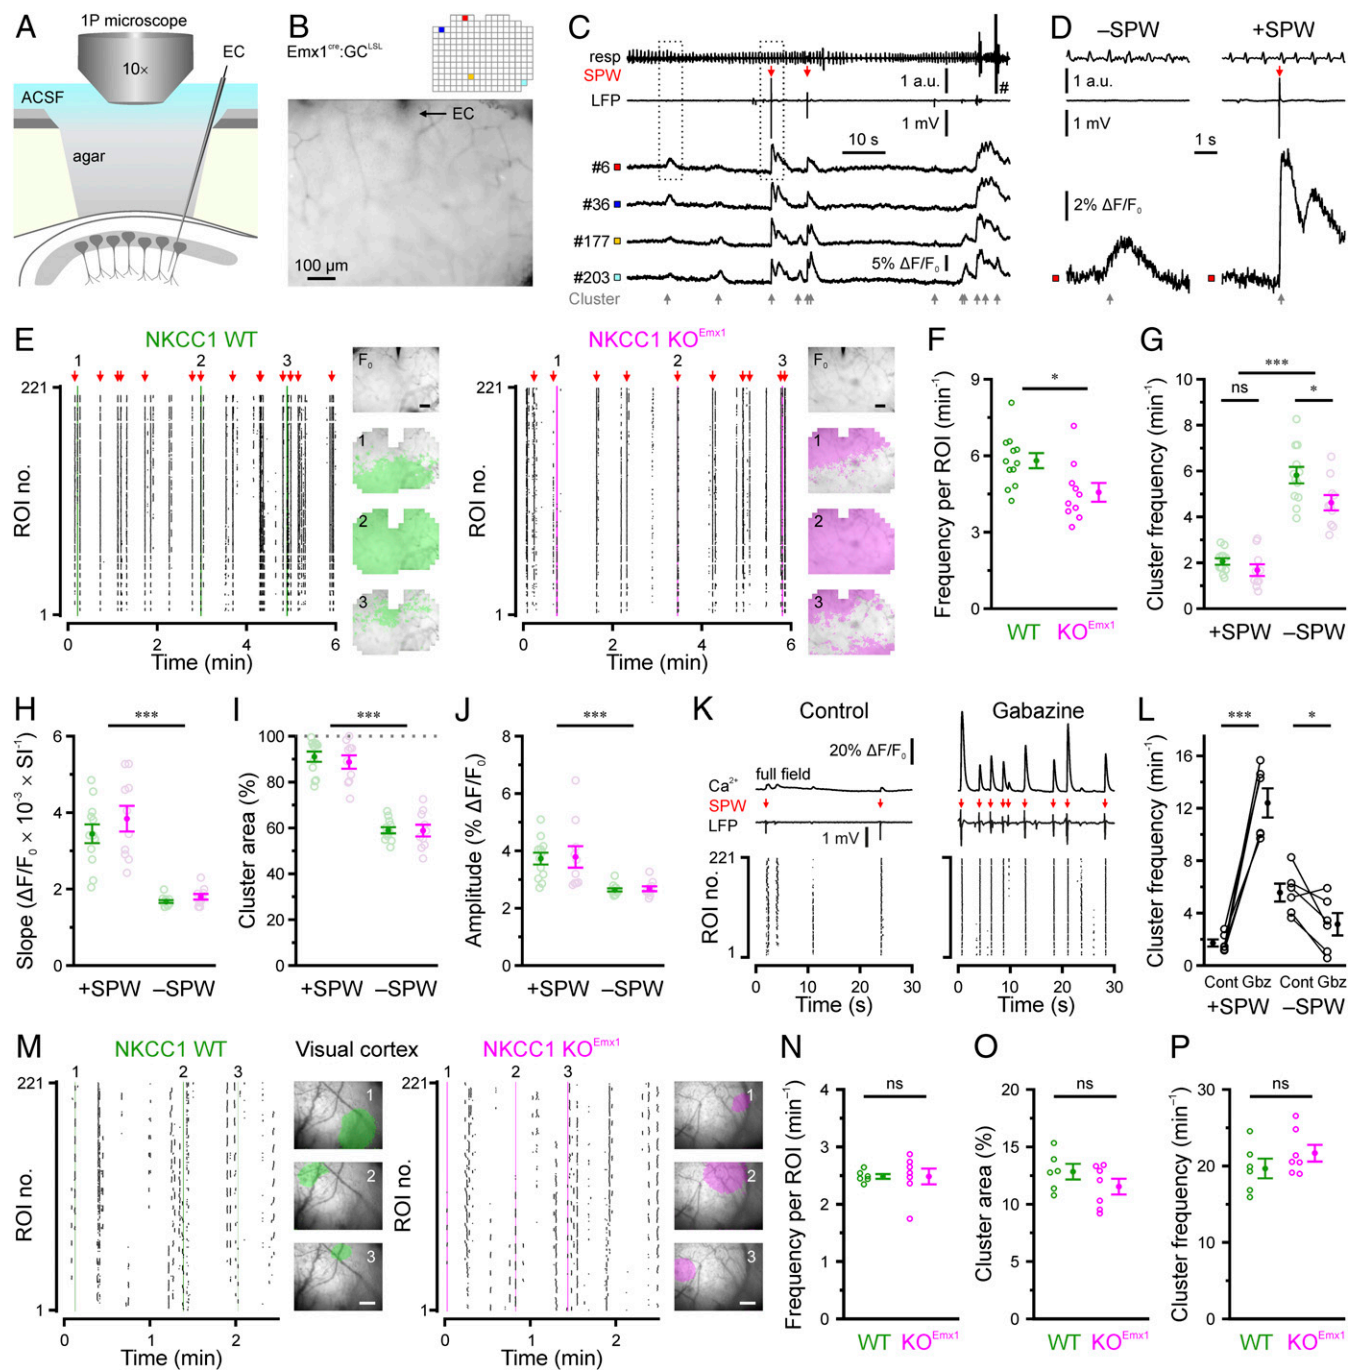 A
1P microscope
10×
EC
ACSF
agar
B
Emx1cre:GCLSL
EC
100 µm
C
resp
SPW
LFP
1 a.u.
#
1 mV
10 s
#6
#36
#177
#203
5% ΔF/F0
Cluster
D
–SPW
+SPW
1 a.u.
1 mV
1 s
2% ΔF/F0
E
NKCC1 WT
1 2 3
221
ROI no.
1
0 2 4 6
Time (min)
F0
1
2
3
NKCC1 KOEmx1
1 2 3
221
ROI no.
1
0 2 4 6
Time (min)
F0
1
2
3
F
Frequency per ROI (min-1)
9
6
3
0
*
WT KOEmx1
G
Cluster frequency (min-1)
10
8
6
4
2
0
***
ns *
+SPW –SPW
H
Slope (ΔF/F0 × 10-3 × SI-1)
6
4
2
0
***
+SPW –SPW
I
Cluster area (%)
100
80
60
40
20
0
***
+SPW –SPW
J
Amplitude (% ΔF/F0)
8
6
4
2
0
***
+SPW –SPW
K
Control
Gabazine
20% ΔF/F0
Ca2+
full field
SPW
LFP
1 mV
221
ROI no.
1
0 10 20 30
Time (s)
0 10 20 30
Time (s)
L
Cluster frequency (min-1)
16
12
8
4
0
*** *
Cont Gbz Cont Gbz
+SPW –SPW
M
NKCC1 WT
Visual cortex
NKCC1 KOEmx1
1 2 3
221
ROI no.
1
0 1 2
Time (min)
1
2
3
1 2 3
221
ROI no.
1
0 1 2
Time (min)
1
2
3
N
Frequency per ROI (min-1)
4
3
2
1
0
ns
WT KOEmx1
O
Cluster area (%)
20
15
10
5
0
ns
WT KOEmx1
P
Cluster frequency (min-1)
30
20
10
0
ns
WT KOEmx1